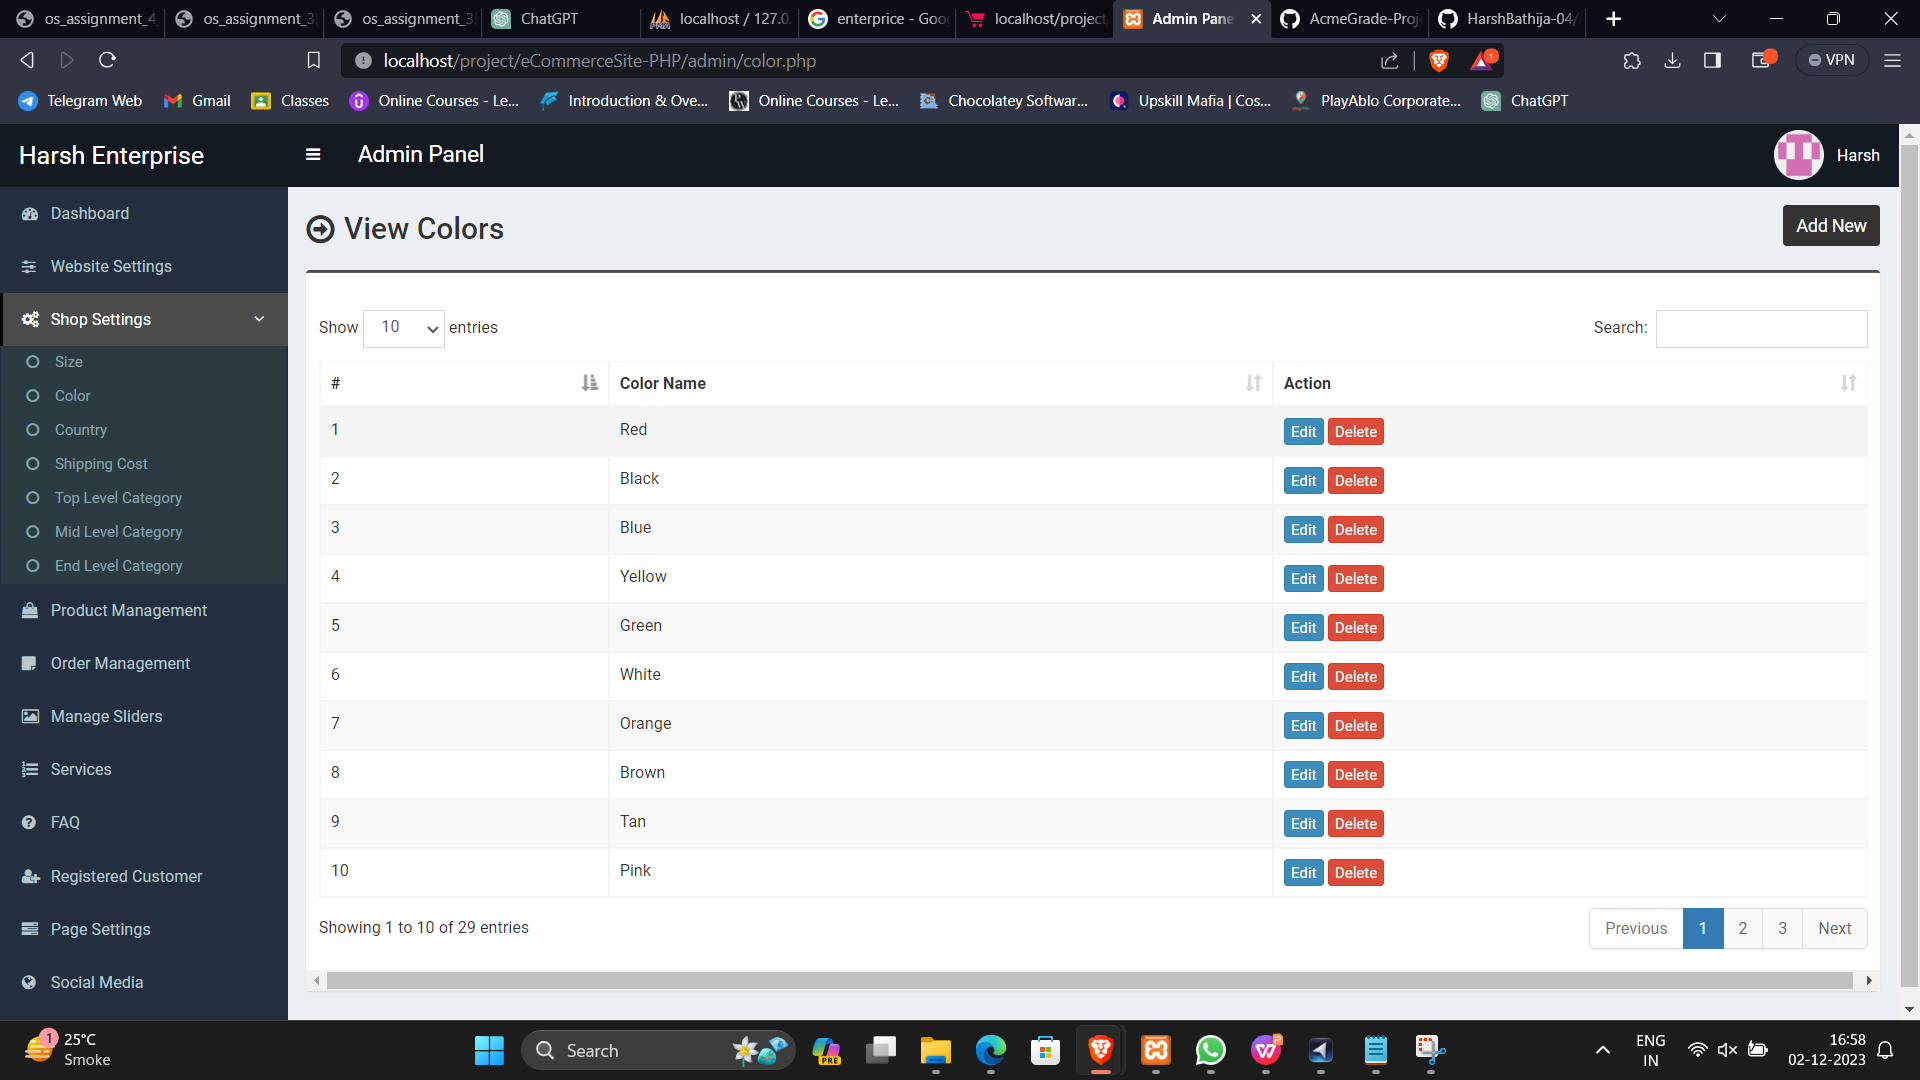 os_assignment_4
os_assignment_3
os_assignment_3
ChatGPT
localhost / 127.0.
enterprice - Goo
localhost/project
Admin Pane
AcmeGrade-Proj
HarshBathija-04/
localhost/project/eCommerceSite-PHP/admin/color.php
1
VPN
Telegram Web
Gmail
Classes
Online Courses - Le...
Introduction & Ove...
Online Courses - Le...
Chocolatey Softwar...
Upskill Mafia | Cos...
PlayAblo Corporate...
ChatGPT
Harsh Enterprise
Admin Panel
Harsh
Dashboard
Website Settings
Shop Settings
Size
Color
Country
Shipping Cost
Top Level Category
Mid Level Category
End Level Category
Product Management
Order Management
Manage Sliders
Services
FAQ
Registered Customer
Page Settings
Social Media
View Colors
Add New
Show 10 entries
Search:
# Color Name Action
1 Red Edit Delete
2 Black Edit Delete
3 Blue Edit Delete
4 Yellow Edit Delete
5 Green Edit Delete
6 White Edit Delete
7 Orange Edit Delete
8 Brown Edit Delete
9 Tan Edit Delete
10 Pink Edit Delete
Showing 1 to 10 of 29 entries
Previous 1 2 3 Next
1
25°C
Smoke
Search
PRE
ENG
IN
16:58
02-12-2023